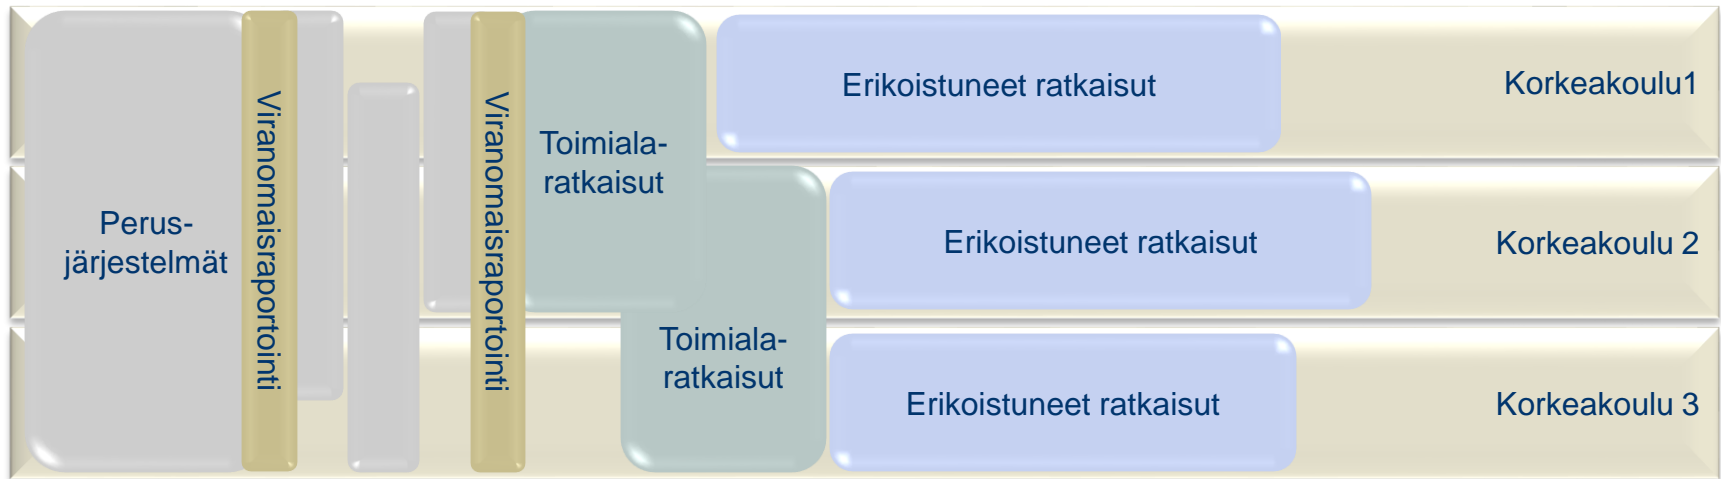 Perus-
järjestelmät
Viranomaisraportointi
Viranomaisraportointi
Toimiala-
ratkaisut
Toimiala-
ratkaisut
Erikoistuneet ratkaisut
Korkeakoulu1
Erikoistuneet ratkaisut
Korkeakoulu 2
Erikoistuneet ratkaisut
Korkeakoulu 3